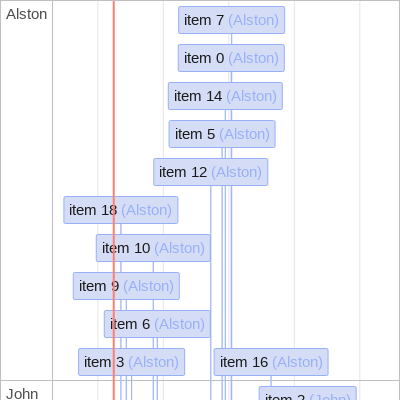 Alston
item 7 (Alston)
item 0 (Alston)
item 14 (Alston)
item 5 (Alston)
item 12 (Alston)
item 18 (Alston)
item 10 (Alston)
item 9 (Alston)
item 6 (Alston)
item 3 (Alston) item 16 (Alston)
John
item 2 (John)